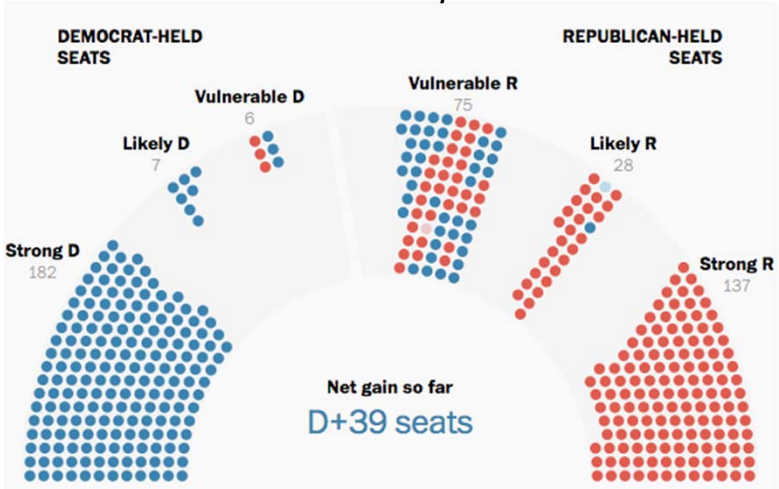 DEMOCRAT-HELD
SEATS
REPUBLICAN-HELD
SEATS
Vulnerable D
6
Vulnerable R
75
Likely D
7
Likely R
28
Strong D
182
Strong R
137
Net gain so far
D+39 seats